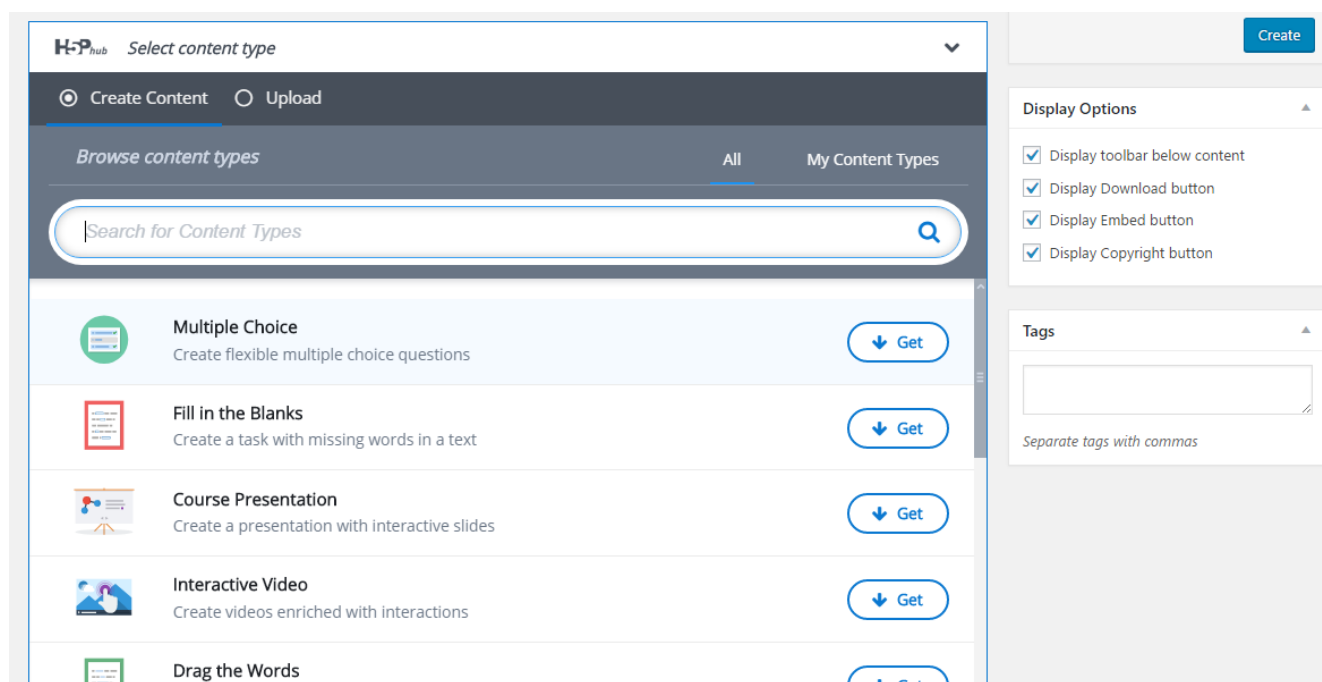 H5Phub Select content type
Create Content Upload
Browse content types All My Content Types
Search for Content Types
Multiple Choice
Create flexible multiple choice questions
Get
Fill in the Blanks
Create a task with missing words in a text
Get
Course Presentation
Create a presentation with interactive slides
Get
Interactive Video
Create videos enriched with interactions
Get
Drag the Words
Get
Create
Display Options
Display toolbar below content
Display Download button
Display Embed button
Display Copyright button
Tags
Separate tags with commas